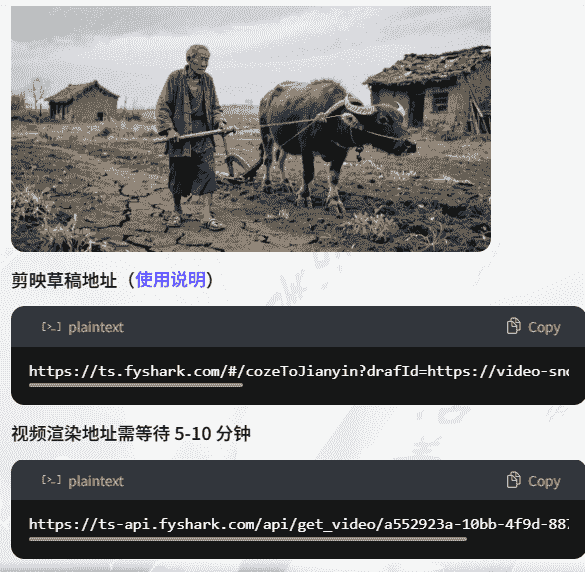 剪映草稿地址（使用说明）
[>_] plaintext Copy
https://ts.fyshark.com/#/cozeToJianyin?drafId=https://video-sno
视频渲染地址需等待 5-10 分钟
[>_] plaintext Copy
https://ts-api.fyshark.com/api/get_video/a552923a-10bb-4f9d-887